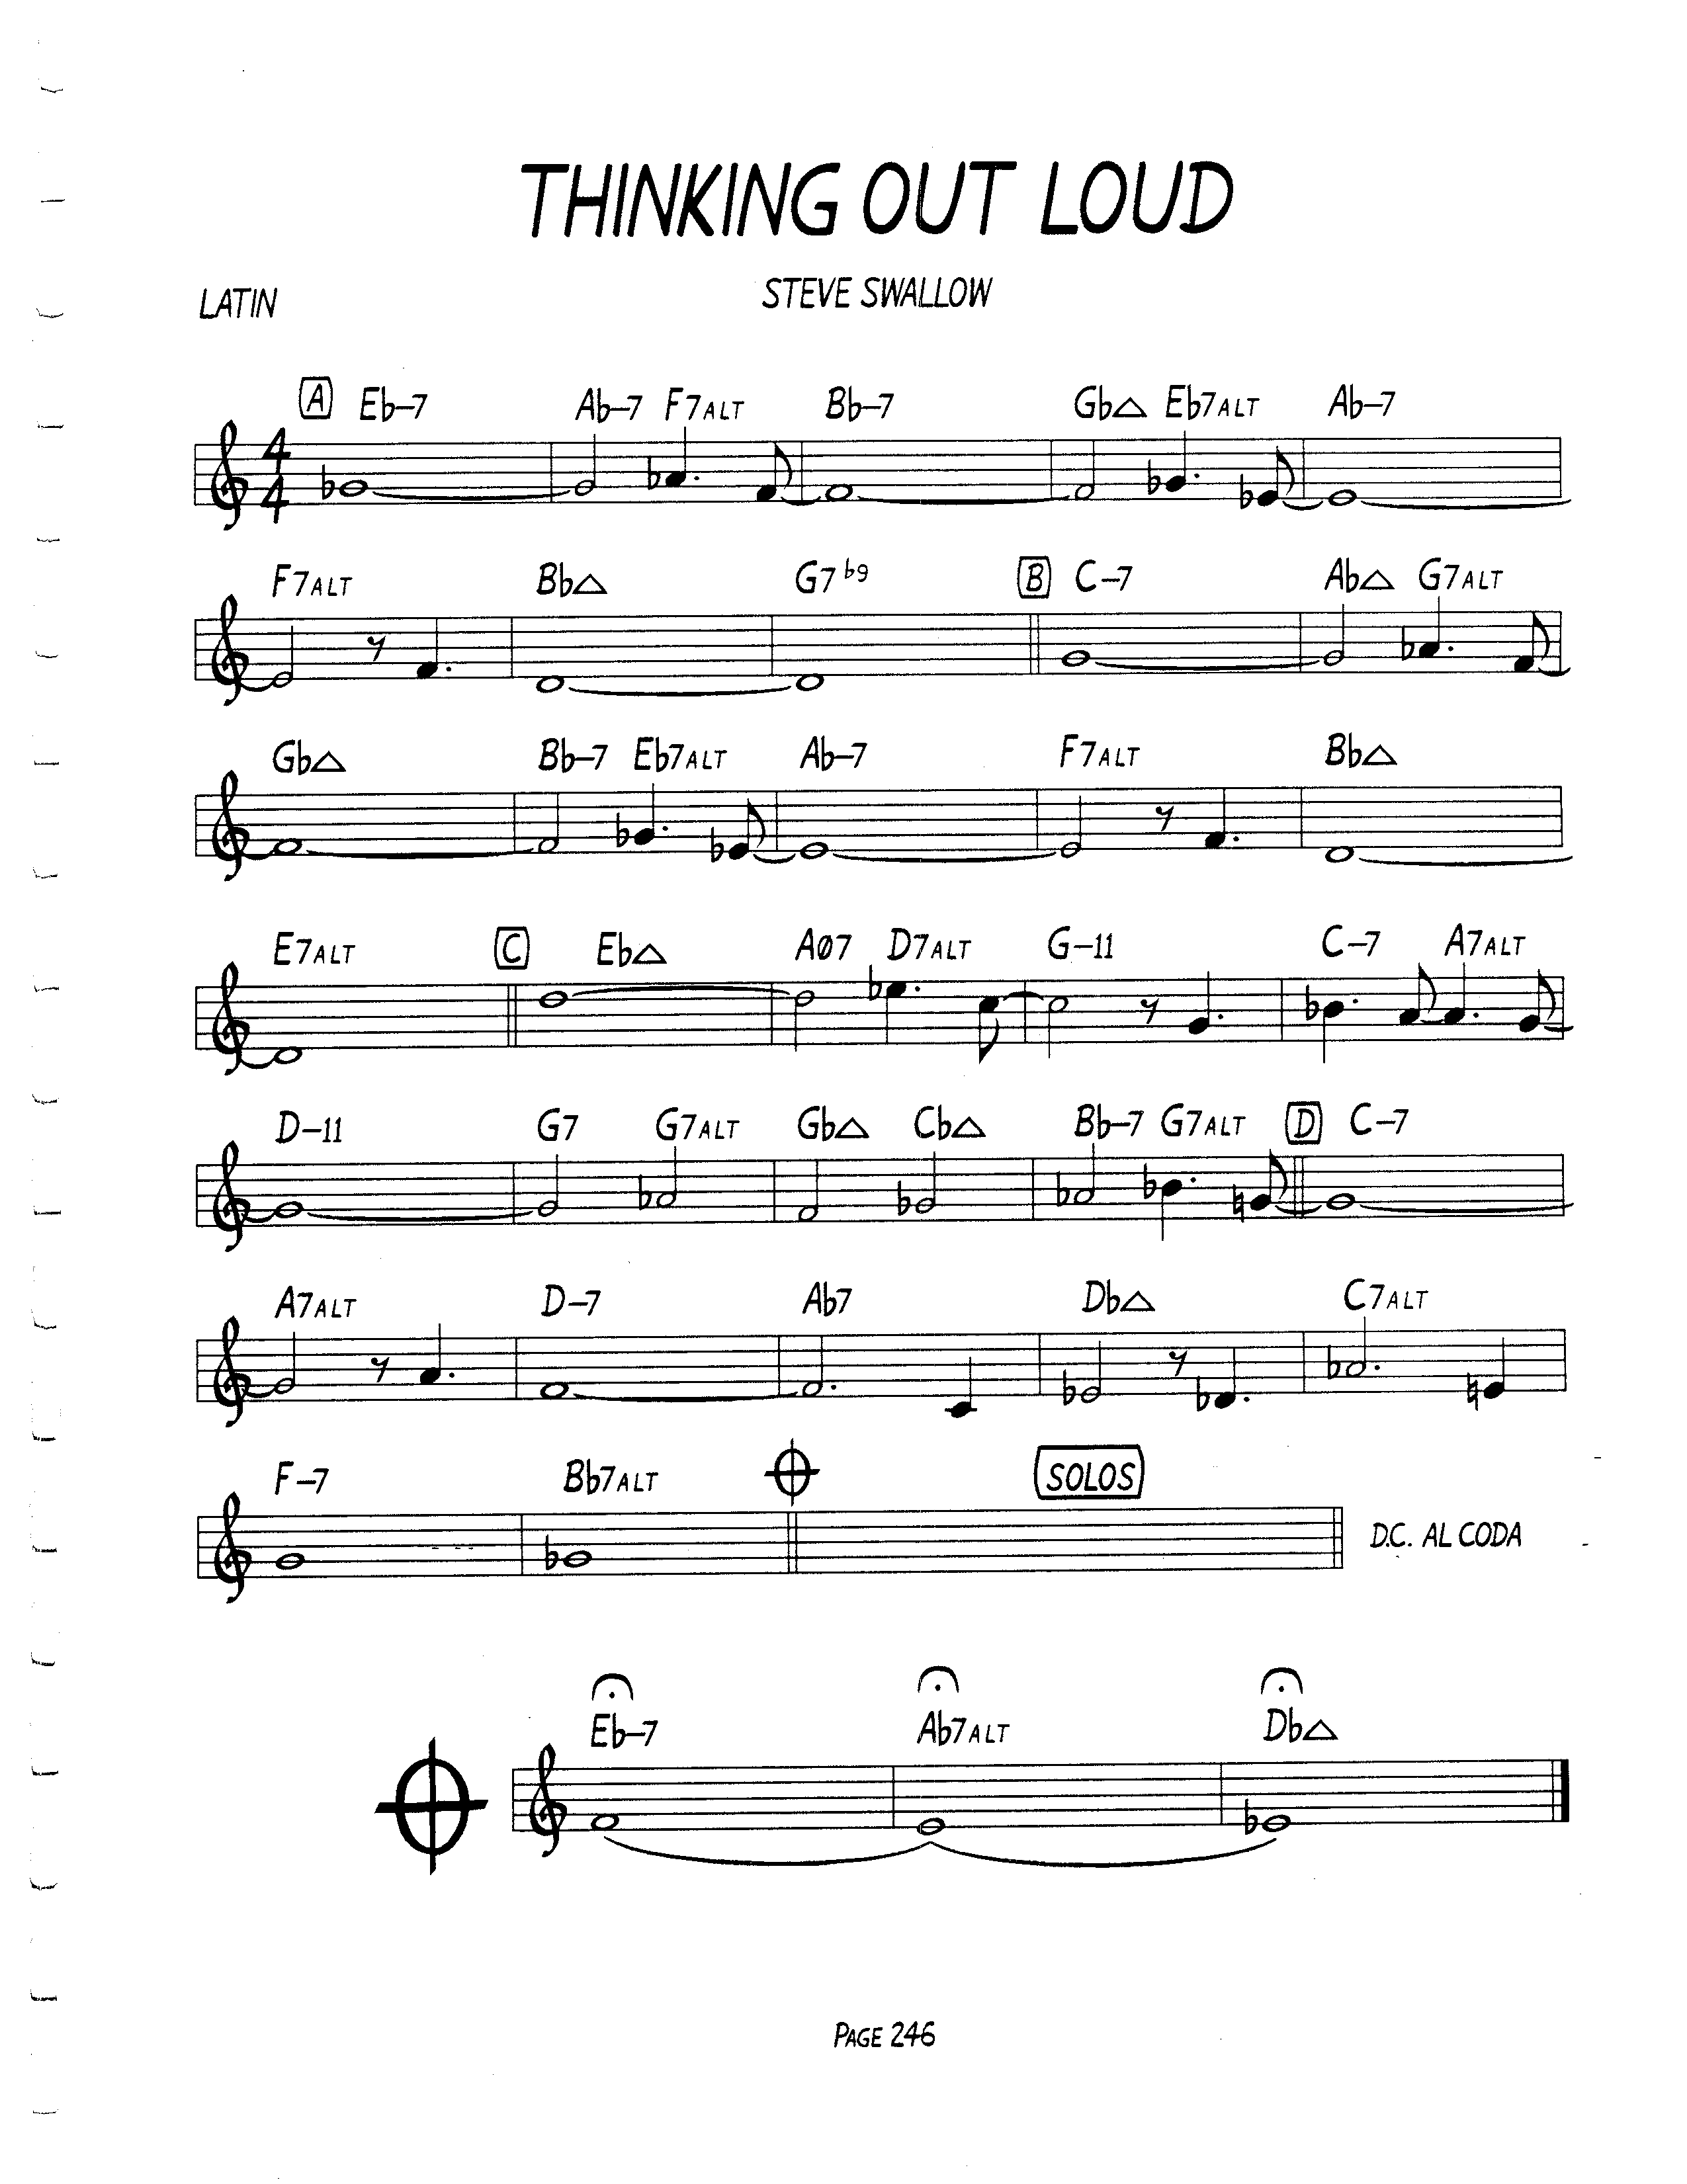 THINKING OUT LOUD
LATIN
STEVE SWALLOW
A Eb-7 Ab-7 F7ALT Bb-7 Gb△ Eb7ALT Ab-7
4
4
F7ALT Bb△ G7b9 B C-7 Ab△ G7ALT
Gb△ Bb-7 Eb7ALT Ab-7 F7ALT Bb△
E7ALT C Eb△ AØ7 D7ALT G-11 C-7 A7ALT
D-11 G7 G7ALT Gb△ Cb△ Bb-7 G7ALT D C-7
A7ALT D-7 Ab7 Db△ C7ALT
F-7 Bb7ALT SOLOS
D.C. AL CODA
Eb-7 Ab7ALT Db△
PAGE 246